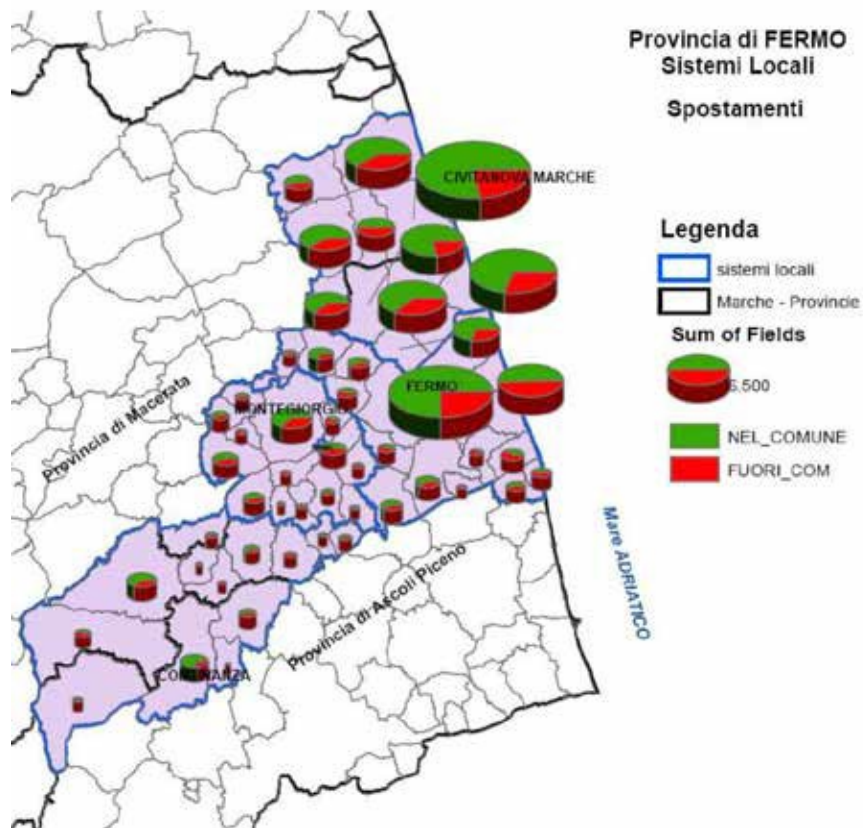 Provincia di FERMO
Sistemi Locali
Spostamenti
CIVITANOVA MARCHE
Legenda
sistemi locali
Marche - Provincie
Sum of Fields
NEL_COMUNE
FUORI_COM
FERMO
Provincia di Macerata
Provincia di Ascoli Piceno
Mare ADRIATICO